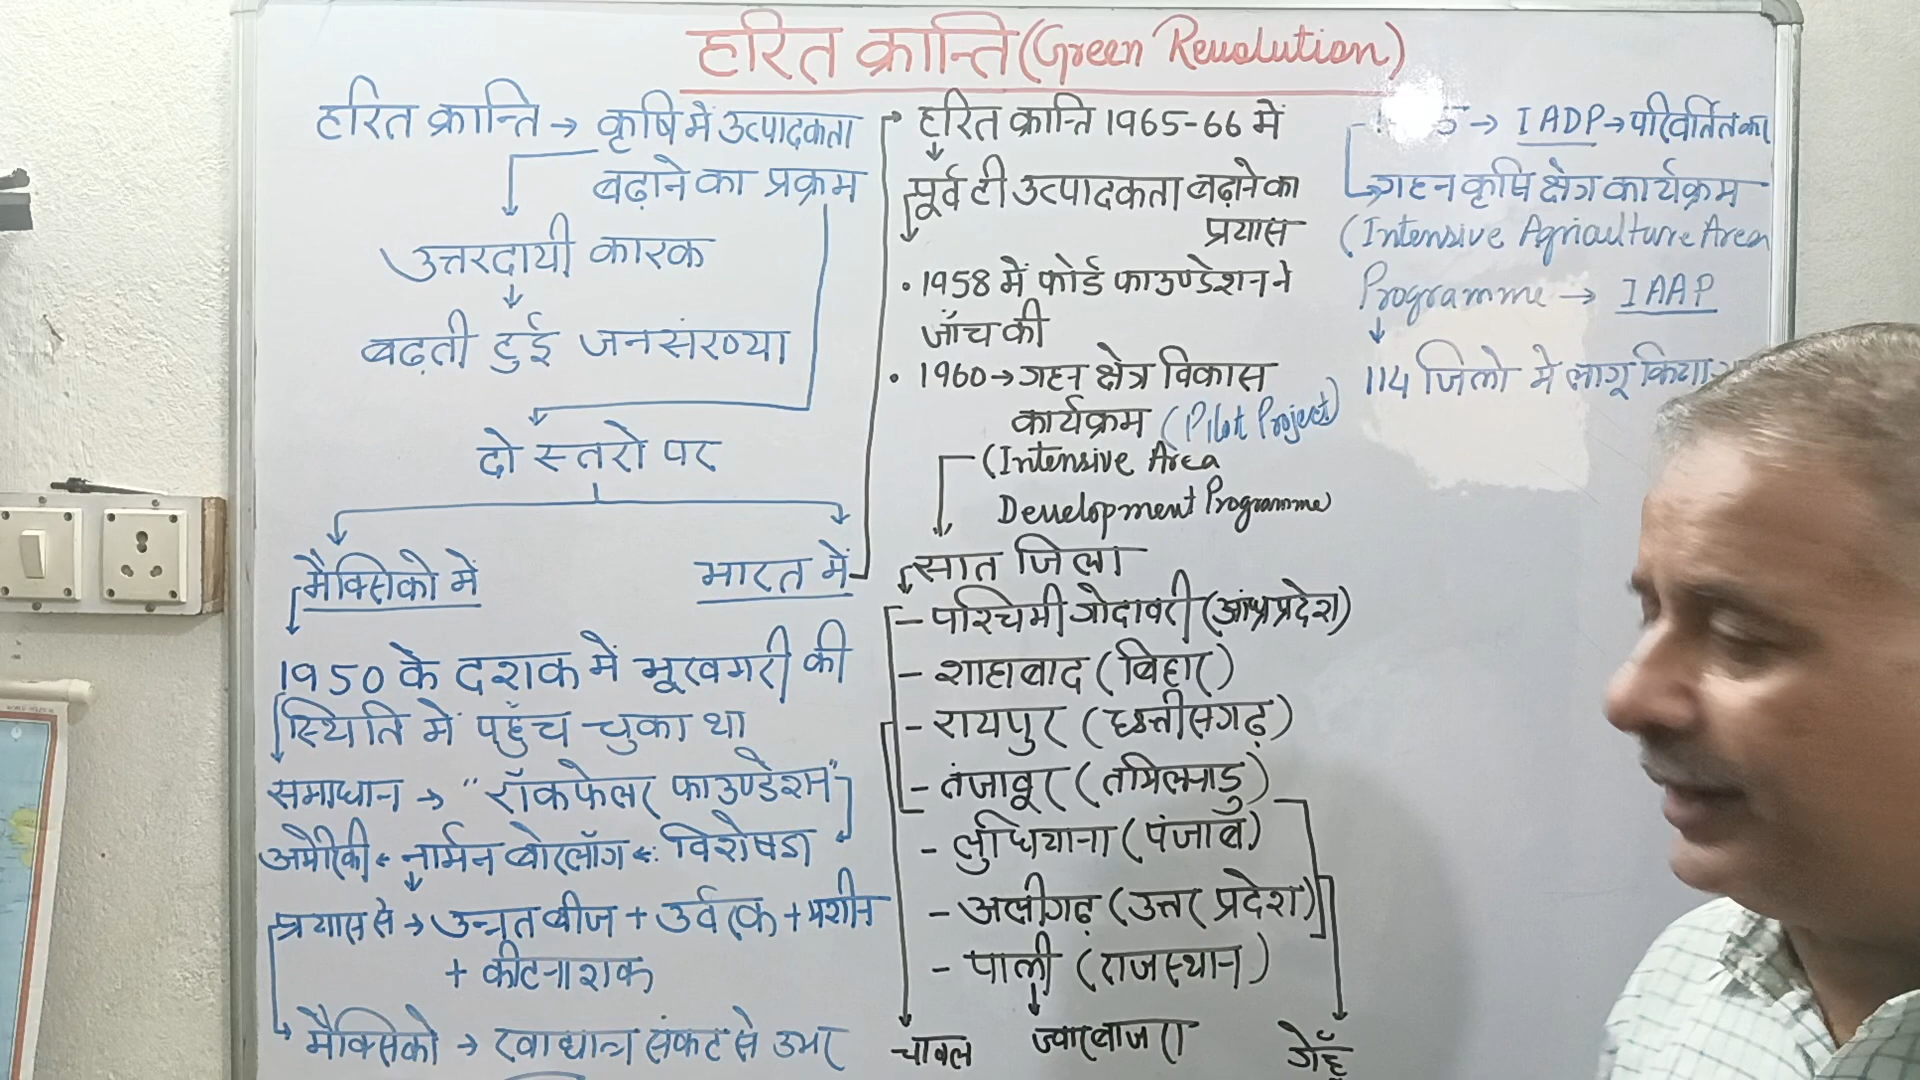 हरित क्रान्ति (Green Revolution)
हरित क्रान्ति → कृषि में उत्पादकता
बढ़ाने का प्रक्रम
उत्तरदायी कारक
बढ़ती हुई जनसंख्या
दो स्तरो पर
मैक्सिको में भारत में
1950 के दशक में भूखमरी की
स्थिति में पहुँच चुका था
समाधान → "रॉकफेलर फाउण्डेशन"
अमेरिकी ← नार्मन बोरलॉग ← विशेषज्ञ
प्रयास से → उन्नत बीज + उर्वरक + मशीन
+ कीटनाशक
मैक्सिको → खाद्यान्न संकट से उभर
• हरित क्रान्ति 1965-66 में
पूर्व ही उत्पादकता बढ़ाने का
प्रयास
• 1958 में फोर्ड फाउण्डेशन ने
जाँच की
• 1960 → गहन क्षेत्र विकास
कार्यक्रम (Pilot Project)
(Intensive Area
Development Programme)
सात जिला
- पश्चिमी गोदावरी (आंध्रप्रदेश)
- शाहाबाद (बिहार)
- रायपुर (छत्तीसगढ़)
- तंजावूर (तमिलनाडु)
- लुधियाना (पंजाब)
- अलीगढ़ (उत्तर प्रदेश)
- पाली (राजस्थान)
चावल ज्वार बाजरा गेहूँ
5 → IADP → परिवर्तित कर
गहन कृषि क्षेत्र कार्यक्रम
(Intensive Agriculture Area
Programme → IAAP
114 जिलो में लागू किया